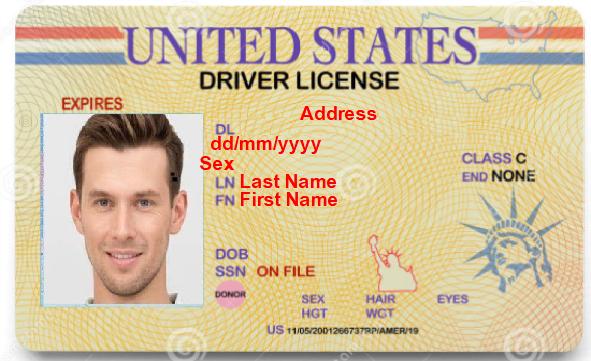 UNITED STATES
DRIVER LICENSE
EXPIRES
Address
DL
dd/mm/yyyy
Sex
CLASS C
LN Last Name
END NONE
FN First Name
DOB
SSN ON FILE
DONOR
SEX HAIR EYES
HGT WGT
US 11/05/2001266737RP/AMER/19